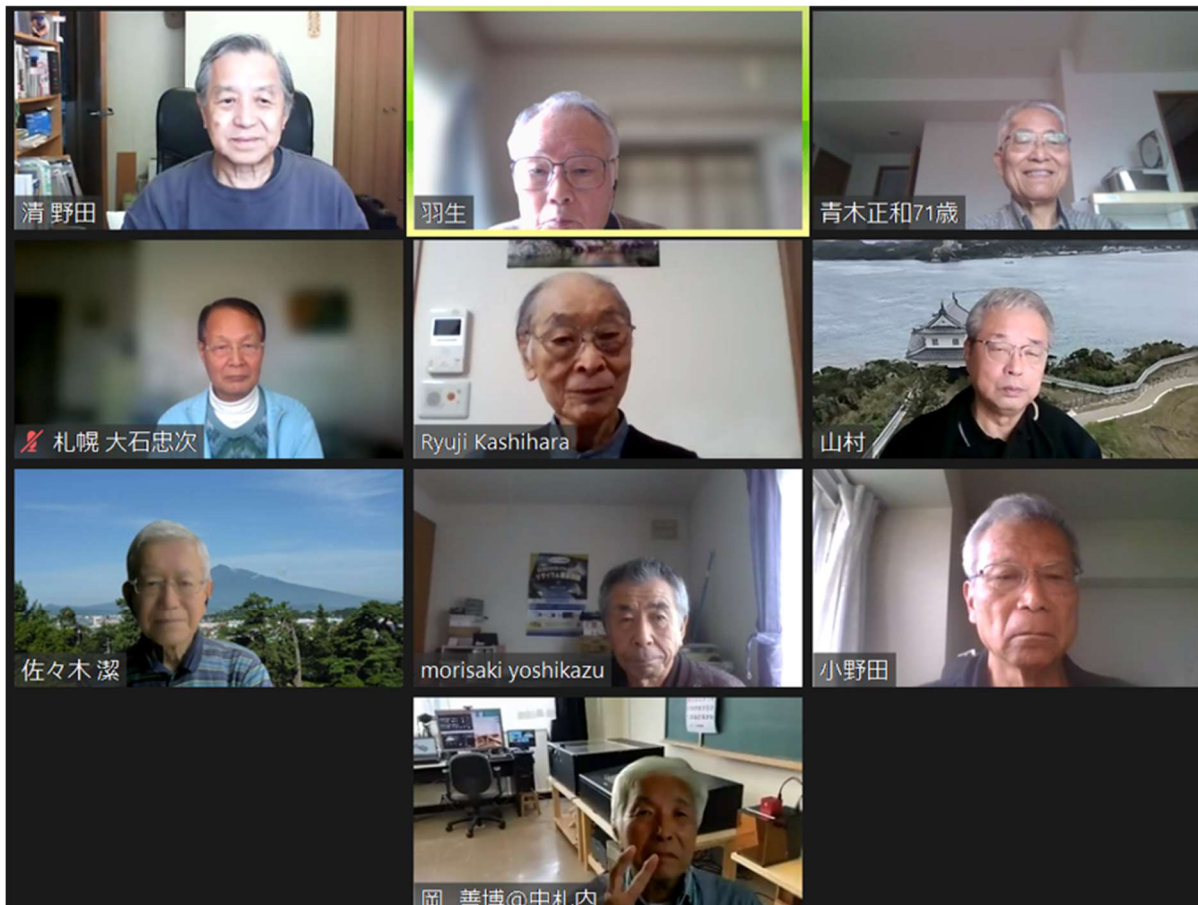 清 野田
羽生
青木正和71歳
札幌 大石忠次
Ryuji Kashihara
山村
佐々木 潔
morisaki yoshikazu
小野田
岡 善博@中札内